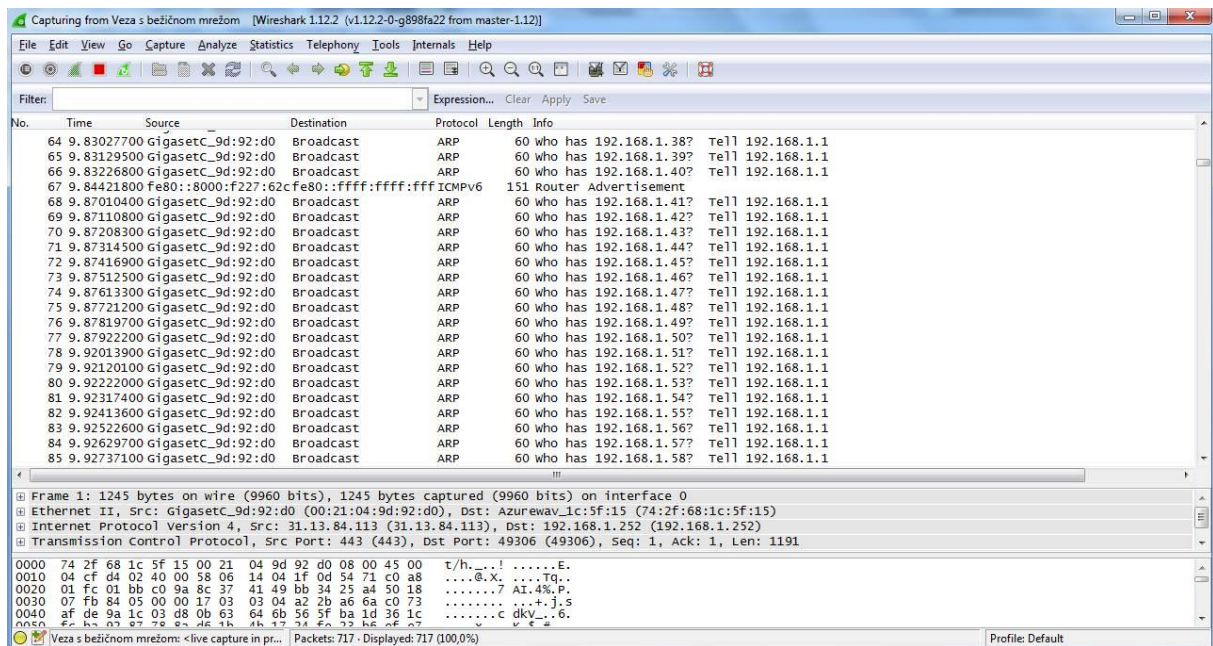 Capturing from Veza s bežičnom mrežom [Wireshark 1.12.2 (v1.12.2-0-g898fa22 from master-1.12)]
File Edit View Go Capture Analyze Statistics Telephony Tools Internals Help
Filter: Expression... Clear Apply Save
No. Time Source Destination Protocol Length Info
64 9.83027700 GigasetC_9d:92:d0 Broadcast ARP 60 Who has 192.168.1.38? Tell 192.168.1.1
65 9.83129500 GigasetC_9d:92:d0 Broadcast ARP 60 Who has 192.168.1.39? Tell 192.168.1.1
66 9.83226800 GigasetC_9d:92:d0 Broadcast ARP 60 Who has 192.168.1.40? Tell 192.168.1.1
67 9.84421800 fe80::8000:f227:62c fe80::ffff:ffff:fff ICMPv6 151 Router Advertisement
68 9.87010400 GigasetC_9d:92:d0 Broadcast ARP 60 Who has 192.168.1.41? Tell 192.168.1.1
69 9.87110800 GigasetC_9d:92:d0 Broadcast ARP 60 Who has 192.168.1.42? Tell 192.168.1.1
70 9.87208300 GigasetC_9d:92:d0 Broadcast ARP 60 Who has 192.168.1.43? Tell 192.168.1.1
71 9.87314500 GigasetC_9d:92:d0 Broadcast ARP 60 Who has 192.168.1.44? Tell 192.168.1.1
72 9.87416900 GigasetC_9d:92:d0 Broadcast ARP 60 Who has 192.168.1.45? Tell 192.168.1.1
73 9.87512500 GigasetC_9d:92:d0 Broadcast ARP 60 Who has 192.168.1.46? Tell 192.168.1.1
74 9.87613300 GigasetC_9d:92:d0 Broadcast ARP 60 Who has 192.168.1.47? Tell 192.168.1.1
75 9.87721200 GigasetC_9d:92:d0 Broadcast ARP 60 Who has 192.168.1.48? Tell 192.168.1.1
76 9.87819700 GigasetC_9d:92:d0 Broadcast ARP 60 Who has 192.168.1.49? Tell 192.168.1.1
77 9.87922200 GigasetC_9d:92:d0 Broadcast ARP 60 Who has 192.168.1.50? Tell 192.168.1.1
78 9.92013900 GigasetC_9d:92:d0 Broadcast ARP 60 Who has 192.168.1.51? Tell 192.168.1.1
79 9.92120100 GigasetC_9d:92:d0 Broadcast ARP 60 Who has 192.168.1.52? Tell 192.168.1.1
80 9.92222000 GigasetC_9d:92:d0 Broadcast ARP 60 Who has 192.168.1.53? Tell 192.168.1.1
81 9.92317400 GigasetC_9d:92:d0 Broadcast ARP 60 Who has 192.168.1.54? Tell 192.168.1.1
82 9.92413600 GigasetC_9d:92:d0 Broadcast ARP 60 Who has 192.168.1.55? Tell 192.168.1.1
83 9.92522600 GigasetC_9d:92:d0 Broadcast ARP 60 Who has 192.168.1.56? Tell 192.168.1.1
84 9.92629700 GigasetC_9d:92:d0 Broadcast ARP 60 Who has 192.168.1.57? Tell 192.168.1.1
85 9.92737100 GigasetC_9d:92:d0 Broadcast ARP 60 Who has 192.168.1.58? Tell 192.168.1.1
Frame 1: 1245 bytes on wire (9960 bits), 1245 bytes captured (9960 bits) on interface 0
Ethernet II, Src: GigasetC_9d:92:d0 (00:21:04:9d:92:d0), Dst: Azurewav_1c:5f:15 (74:2f:68:1c:5f:15)
Internet Protocol Version 4, Src: 31.13.84.113 (31.13.84.113), Dst: 192.168.1.252 (192.168.1.252)
Transmission Control Protocol, Src Port: 443 (443), Dst Port: 49306 (49306), Seq: 1, Ack: 1, Len: 1191
0000 74 2f 68 1c 5f 15 00 21 04 9d 92 d0 08 00 45 00 t/h._..! ......E.
0010 04 cf d4 02 40 00 58 06 14 04 1f 0d 54 71 c0 a8 ....@.X. ....Tq..
0020 01 fc 01 bb c0 9a 8c 37 41 49 bb 34 25 a4 50 18 .......7 AI.4%.P.
0030 07 fb 84 05 00 00 17 03 03 04 a2 2b a6 6a c0 73 ........ ...+.j.s
0040 af de 9a 1c 03 d8 0b 63 64 6b 56 5f ba 1d 36 1c .......c dkV_..6.
Veza s bežičnom mrežom: <live capture in pr... Packets: 717 · Displayed: 717 (100,0%) Profile: Default